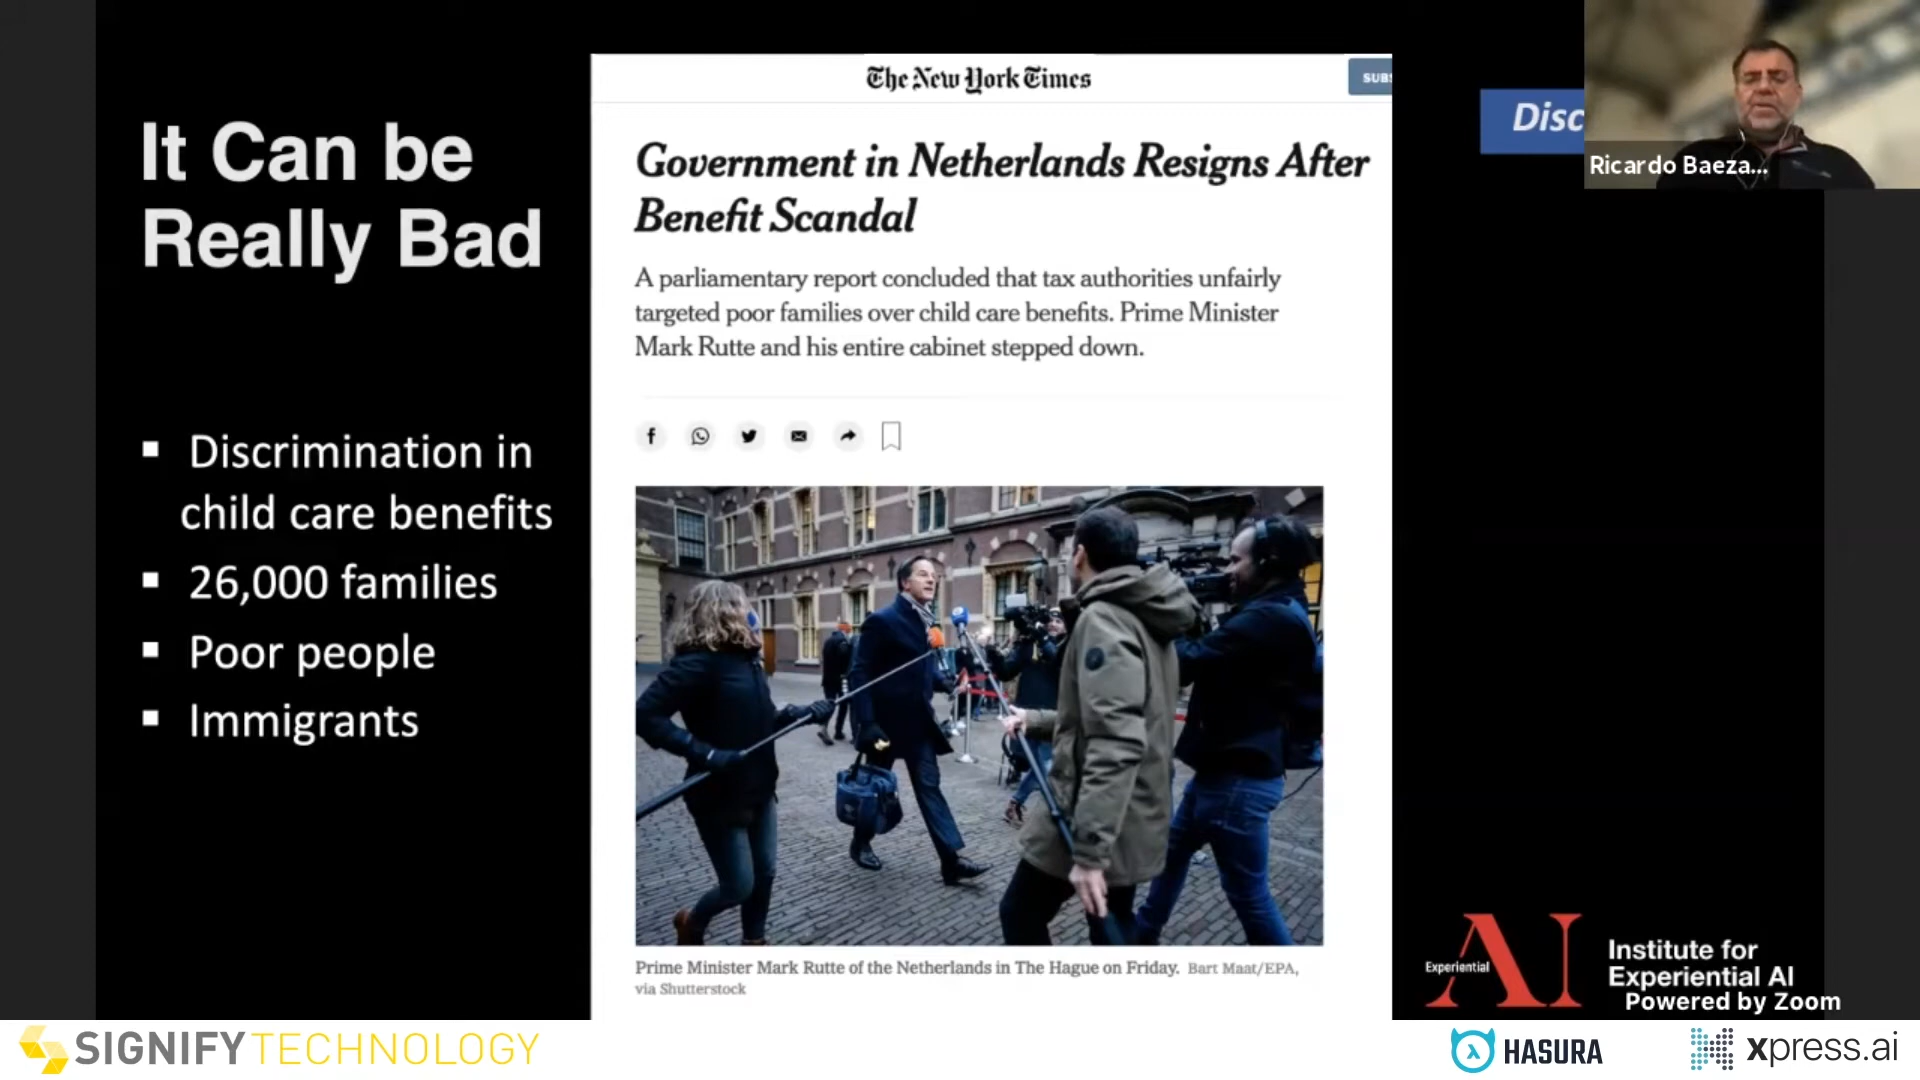 It Can be
Really Bad
▪ Discrimination in
child care benefits
▪ 26,000 families
▪ Poor people
▪ Immigrants
The New York Times
SUBS
Government in Netherlands Resigns After
Benefit Scandal
A parliamentary report concluded that tax authorities unfairly
targeted poor families over child care benefits. Prime Minister
Mark Rutte and his entire cabinet stepped down.
Prime Minister Mark Rutte of the Netherlands in The Hague on Friday. Bart Maat/EPA,
via Shutterstock
Disc
Ricardo Baeza...
Experiential
AI
Institute for
Experiential AI
Powered by Zoom
SIGNIFY TECHNOLOGY
HASURA
xpress.ai